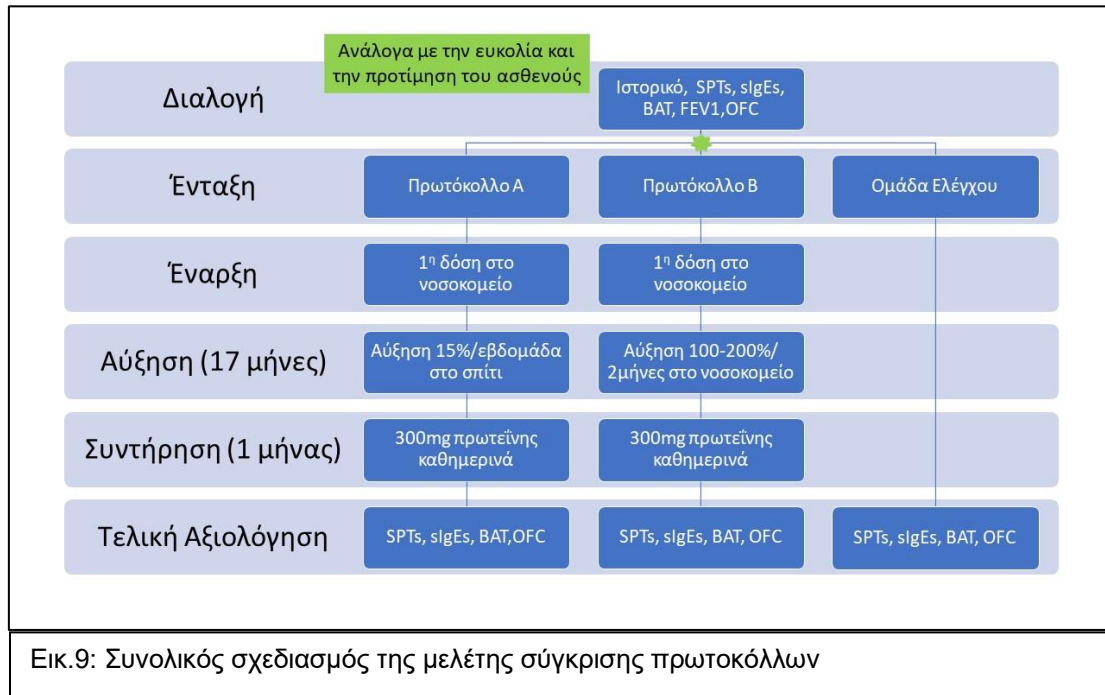 Ανάλογα με την ευκολία και
την προτίμηση του ασθενούς
Διαλογή
Ιστορικό, SPTs, sIgEs,
BAT, FEV1,OFC
Ένταξη
Πρωτόκολλο Α
Πρωτόκολλο Β
Ομάδα Ελέγχου
Έναρξη
1η δόση στο
νοσοκομείο
1η δόση στο
νοσοκομείο
Αύξηση (17 μήνες)
Αύξηση 15%/εβδομάδα
στο σπίτι
Αύξηση 100-200%/
2μήνες στο νοσοκομείο
Συντήρηση (1 μήνας)
300mg πρωτεΐνης
καθημερινά
300mg πρωτεΐνης
καθημερινά
Τελική Αξιολόγηση
SPTs, sIgEs, BAT,OFC
SPTs, sIgEs, BAT, OFC
SPTs, sIgEs, BAT, OFC
Εικ.9: Συνολικός σχεδιασμός της μελέτης σύγκρισης πρωτοκόλλων